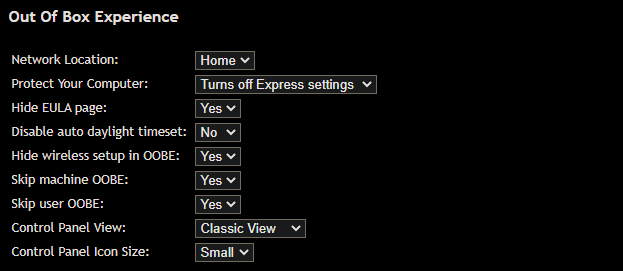 Out Of Box Experience
Network Location: Home
Protect Your Computer: Turns off Express settings
Hide EULA page: Yes
Disable auto daylight timeset: No
Hide wireless setup in OOBE: Yes
Skip machine OOBE: Yes
Skip user OOBE: Yes
Control Panel View: Classic View
Control Panel Icon Size: Small